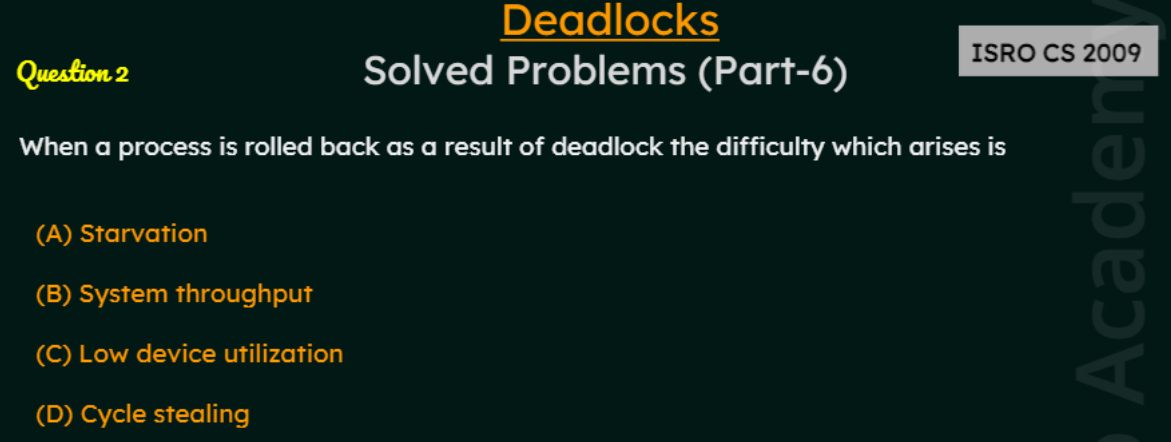 Deadlocks
Question 2
Solved Problems (Part-6)
ISRO CS 2009
When a process is rolled back as a result of deadlock the difficulty which arises is
(A) Starvation
(B) System throughput
(C) Low device utilization
(D) Cycle stealing
Academy